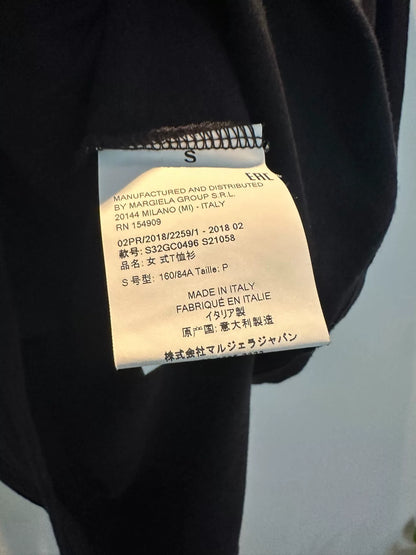 S
EAC
MANUFACTURED AND DISTRIBUTED
BY MARGIELA GROUP S.R.L.
20144 MILANO (MI) - ITALY
RN 154909
02PR/2018/2259/1 - 2018 02
款号: S32GC0496 S21058
品名: 女式T恤衫
S 号型: 160/84A Taille: P
MADE IN ITALY
FABRIQUÉ EN ITALIE
イタリア製
原产国: 意大利製造
株式会社マルジェラジャパン